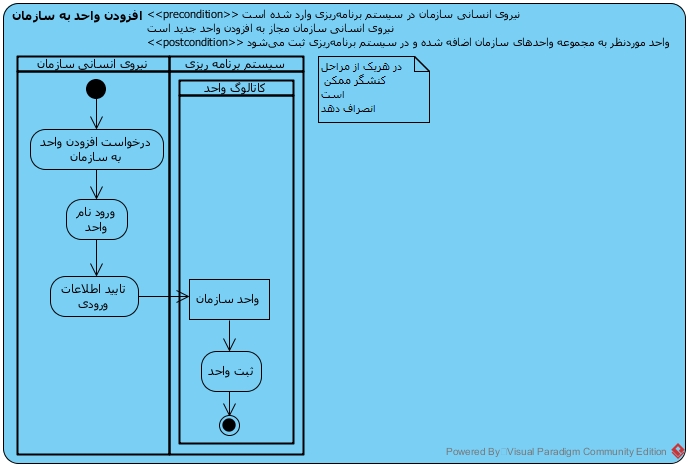 افزودن واحد به سازمان
<<precondition>> نیروی انسانی سازمان در سیستم برنامه‌ریزی وارد شده است
نیروی انسانی سازمان مجاز به افزودن واحد جدید است
<<postcondition>> واحد موردنظر به مجموعه واحدهای سازمان اضافه شده و در سیستم برنامه‌ریزی ثبت می‌شود
نیروی انسانی سازمان
سیستم برنامه ریزی
کاتالوگ واحد
در هریک از مراحل
کنشگر ممکن
است
انصراف دهد
درخواست افزودن واحد
به سازمان
ورود نام
واحد
تایید اطلاعات
ورودی
واحد سازمان
ثبت واحد
Powered By Visual Paradigm Community Edition